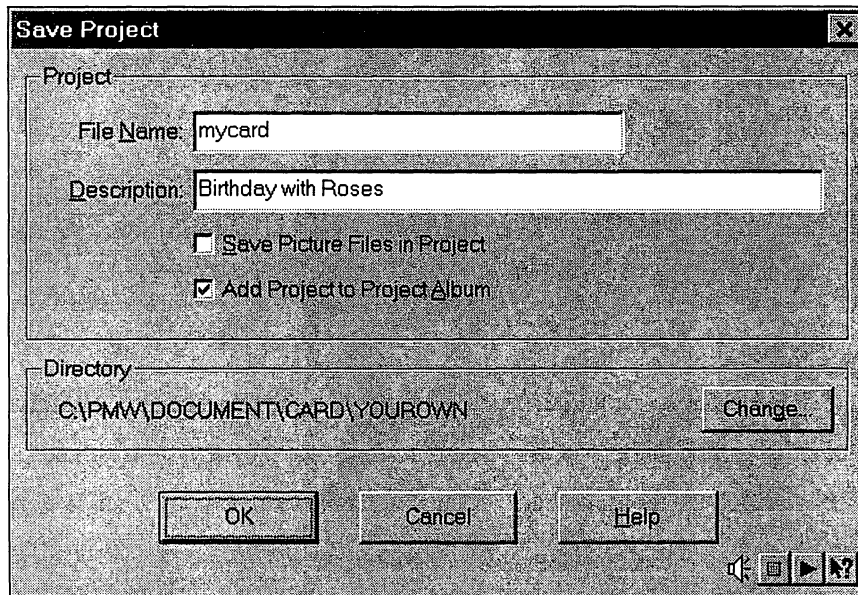 Save Project
Project
File Name: mycard
Description: Birthday with Roses
Save Picture Files in Project
Add Project to Project Album
Directory
C:\PMW\DOCUMENT\CARD\YOUROWN
Change...
OK Cancel Help